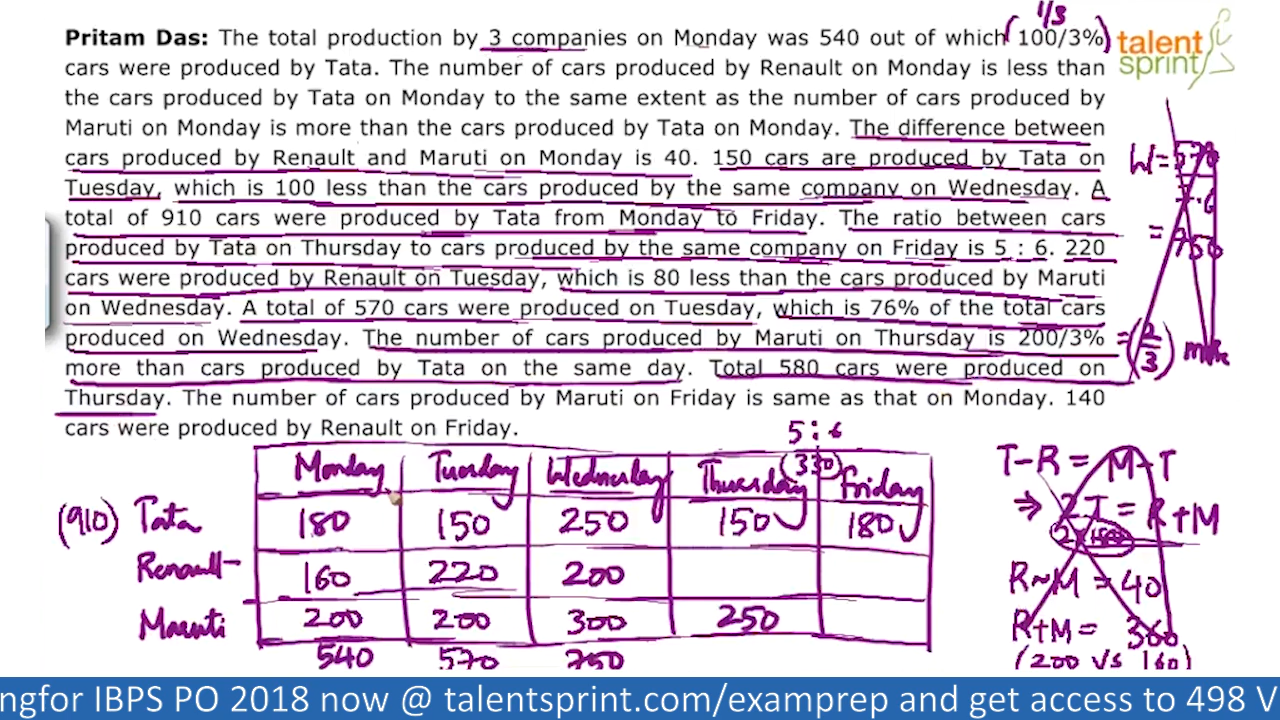 1/3
Pritam Das: The total production by 3 companies on Monday was 540 out of which 100/3%
cars were produced by Tata. The number of cars produced by Renault on Monday is less than
the cars produced by Tata on Monday to the same extent as the number of cars produced by
Maruti on Monday is more than the cars produced by Tata on Monday. The difference between
cars produced by Renault and Maruti on Monday is 40. 150 cars are produced by Tata on
Tuesday, which is 100 less than the cars produced by the same company on Wednesday. A
total of 910 cars were produced by Tata from Monday to Friday. The ratio between cars
produced by Tata on Thursday to cars produced by the same company on Friday is 5 : 6. 220
cars were produced by Renault on Tuesday, which is 80 less than the cars produced by Maruti
on Wednesday. A total of 570 cars were produced on Tuesday, which is 76% of the total cars
produced on Wednesday. The number of cars produced by Maruti on Thursday is 200/3%
more than cars produced by Tata on the same day. Total 580 cars were produced on
Thursday. The number of cars produced by Maruti on Friday is same as that on Monday. 140
cars were produced by Renault on Friday.
talent
sprint
W = 570
= 750
= (2/3) more
5 : 6
(330)
Monday Tuesday Wednesday Thursday Friday
(910) Tata 180 150 250 150 180
Renault 160 220 200
Maruti 200 200 300 250
540 570 750
T-R = M-T
⇒ 2T = R+M
R~M = 40
R+M = 360
(200 vs 160)
ngfor IBPS PO 2018 now @ talentsprint.com/examprep and get access to 498 V